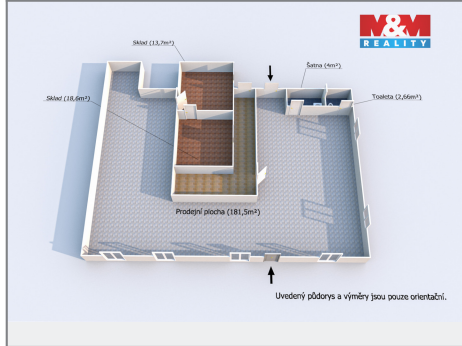 M&M
REALITY
Sklad (13,7m²)
Šatna (4m²)
Sklad (18,6m²)
Toaleta (2,66m²)
Prodejní plocha (181,5m²)
Uvedený půdorys a výměry jsou pouze orientační.